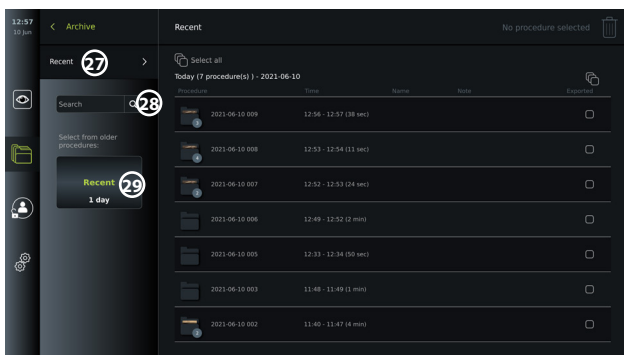 12:57
10 Jun
Archive
Recent
No procedure selected
Recent
27
Select all
Today (7 procedure(s) ) - 2021-06-10
Procedure
Time
Name
Note
Exported
Search
28
Select from older
procedures:
Recent
29
1 day
3
2021-06-10 009
12:56 - 12:57 (38 sec)
4
2021-06-10 008
12:53 - 12:54 (11 sec)
2
2021-06-10 007
12:52 - 12:53 (24 sec)
2021-06-10 006
12:49 - 12:52 (2 min)
2021-06-10 005
12:33 - 12:34 (50 sec)
2021-06-10 003
11:48 - 11:49 (1 min)
2
2021-06-10 002
11:40 - 11:47 (4 min)